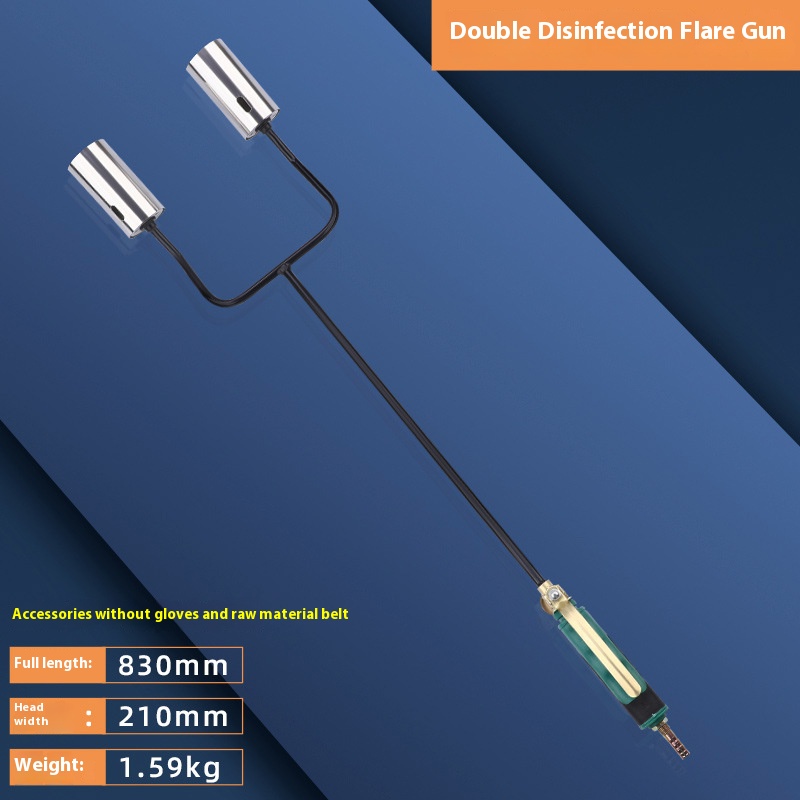 Double Disinfection Flare Gun
Accessories without gloves and raw material belt
Full length: 830mm
Head width : 210mm
Weight: 1.59kg